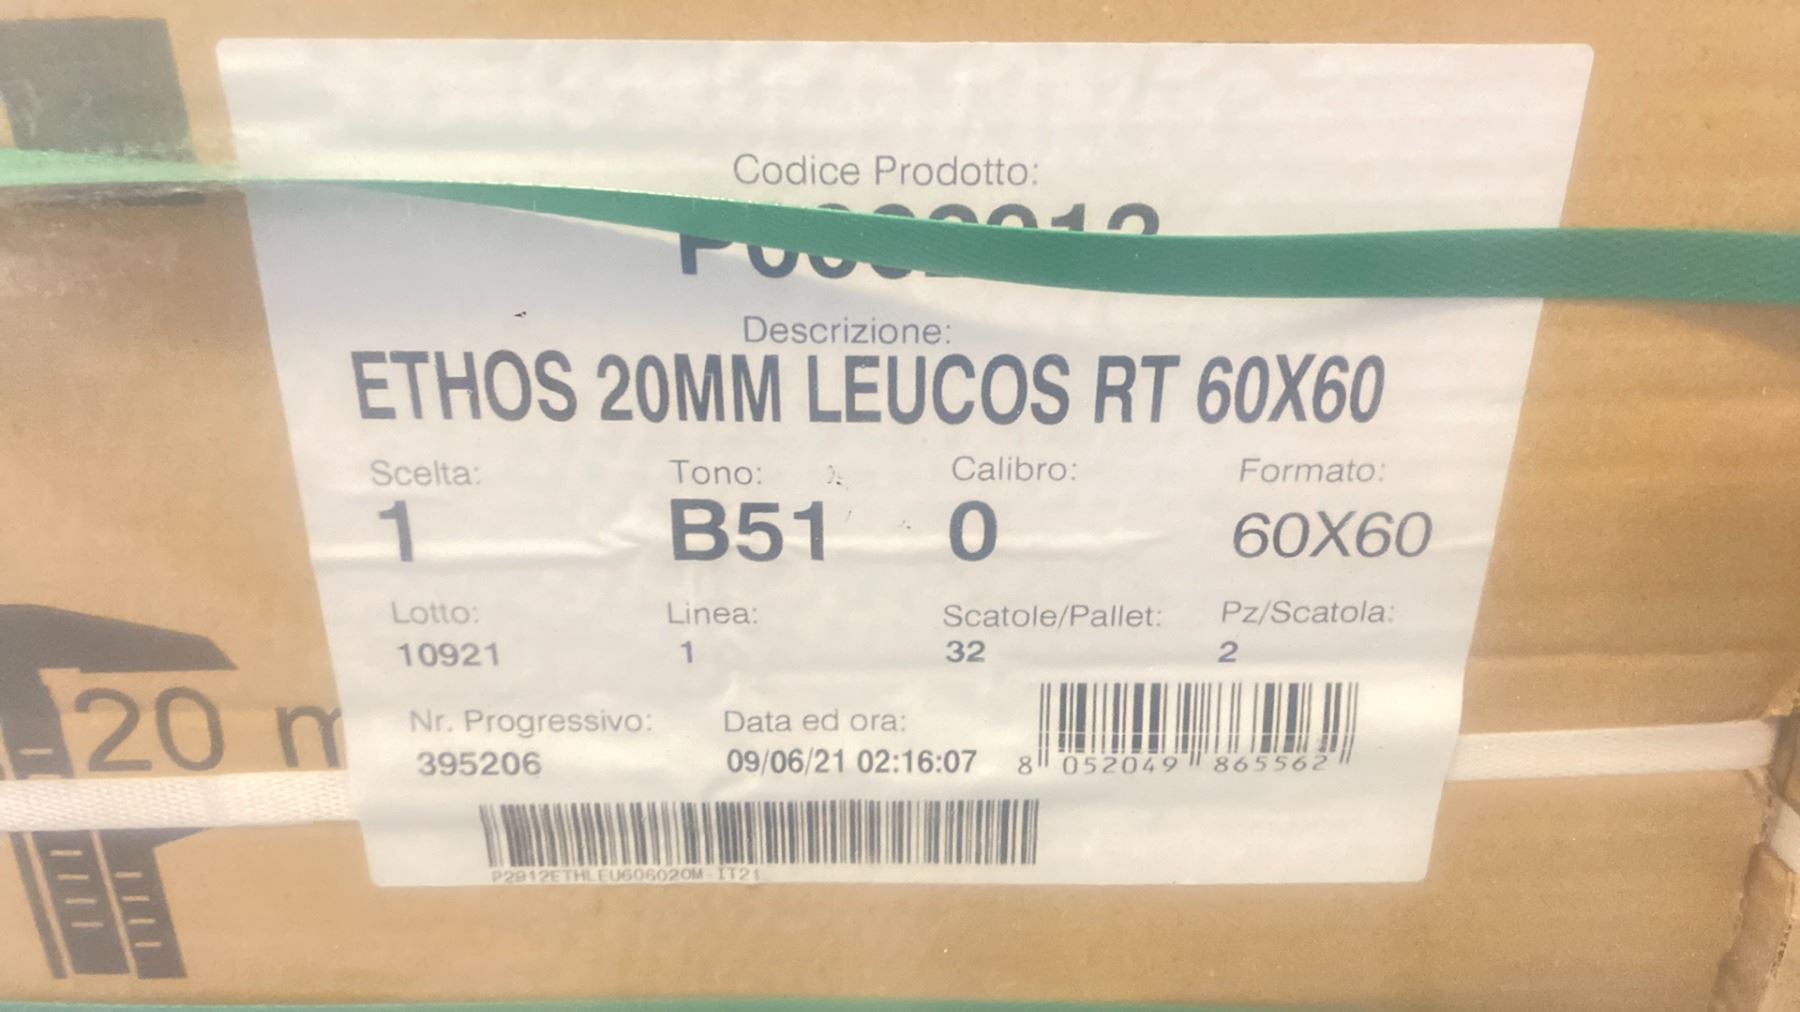 Codice Prodotto:
Descrizione:
ETHOS 20MM LEUCOS RT 60X60
Scelta: Tono: Calibro: Formato:
1 B51 0 60X60
Lotto: Linea: Scatole/Pallet: Pz/Scatola:
10921 1 32 2
20 m
Nr. Progressivo: Data ed ora:
395206 09/06/21 02:16:07 8 052049 865562
P2912ETHLEU606020M-IT21